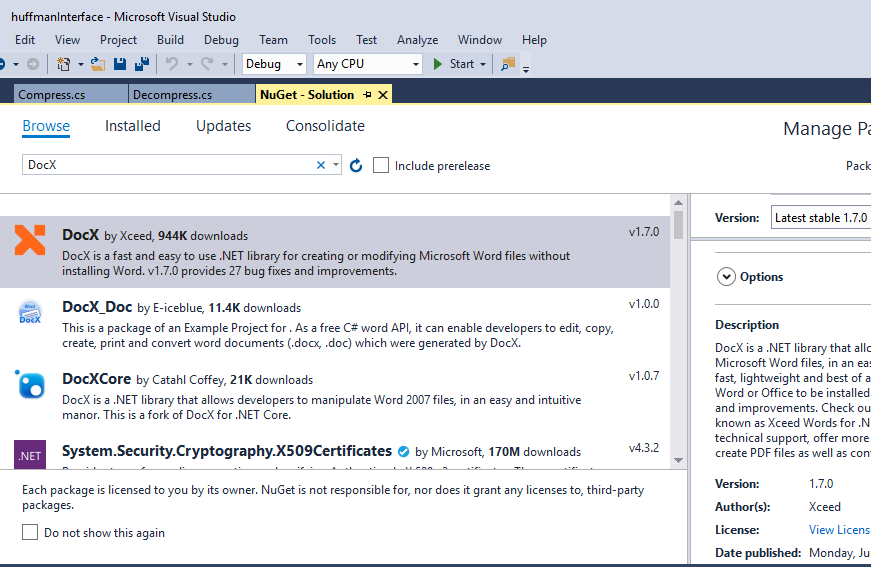 huffmanInterface - Microsoft Visual Studio
Edit View Project Build Debug Team Tools Test Analyze Window Help
Debug Any CPU Start
Compress.cs Decompress.cs NuGet - Solution
Browse Installed Updates Consolidate
Manage Pa
DocX Include prerelease
Pack
Version: Latest stable 1.7.0
DocX by Xceed, 944K downloads v1.7.0
DocX is a fast and easy to use .NET library for creating or modifying Microsoft Word files without
installing Word. v1.7.0 provides 27 bug fixes and improvements.
Word
DocX
DocX_Doc by E-iceblue, 11.4K downloads v1.0.0
This is a package of an Example Project for . As a free C# word API, it can enable developers to edit, copy,
create, print and convert word documents (.docx, .doc) which were generated by DocX.
DocXCore by Catahl Coffey, 21K downloads v1.0.7
DocX is a .NET library that allows developers to manipulate Word 2007 files, in an easy and intuitive
manor. This is a fork of DocX for .NET Core.
.NET
System.Security.Cryptography.X509Certificates by Microsoft, 170M downloads v4.3.2
Each package is licensed to you by its owner. NuGet is not responsible for, nor does it grant any licenses to, third-party
packages.
Do not show this again
Options
Description
DocX is a .NET library that allo
Microsoft Word files, in an eas
fast, lightweight and best of a
Word or Office to be installed
and improvements. Check ou
known as Xceed Words for .N
technical support, offer more
create PDF files as well as con
Version: 1.7.0
Author(s): Xceed
License: View Licens
Date published: Monday, Ju